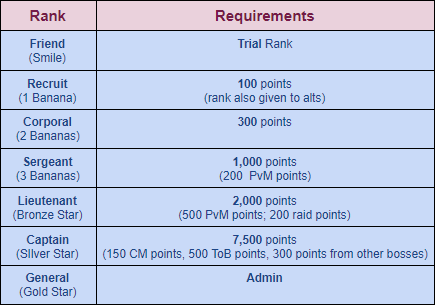 Rank Requirements
Friend
(Smile)
Trial Rank
Recruit
(1 Banana)
100 points
(rank also given to alts)
Corporal
(2 Bananas)
300 points
Sergeant
(3 Bananas)
1,000 points
(200 PvM points)
Lieutenant
(Bronze Star)
2,000 points
(500 PvM points; 200 raid points)
Captain
(SIlver Star)
7,500 points
(150 CM points, 500 ToB points, 300 points from other bosses)
General
(Gold Star)
Admin